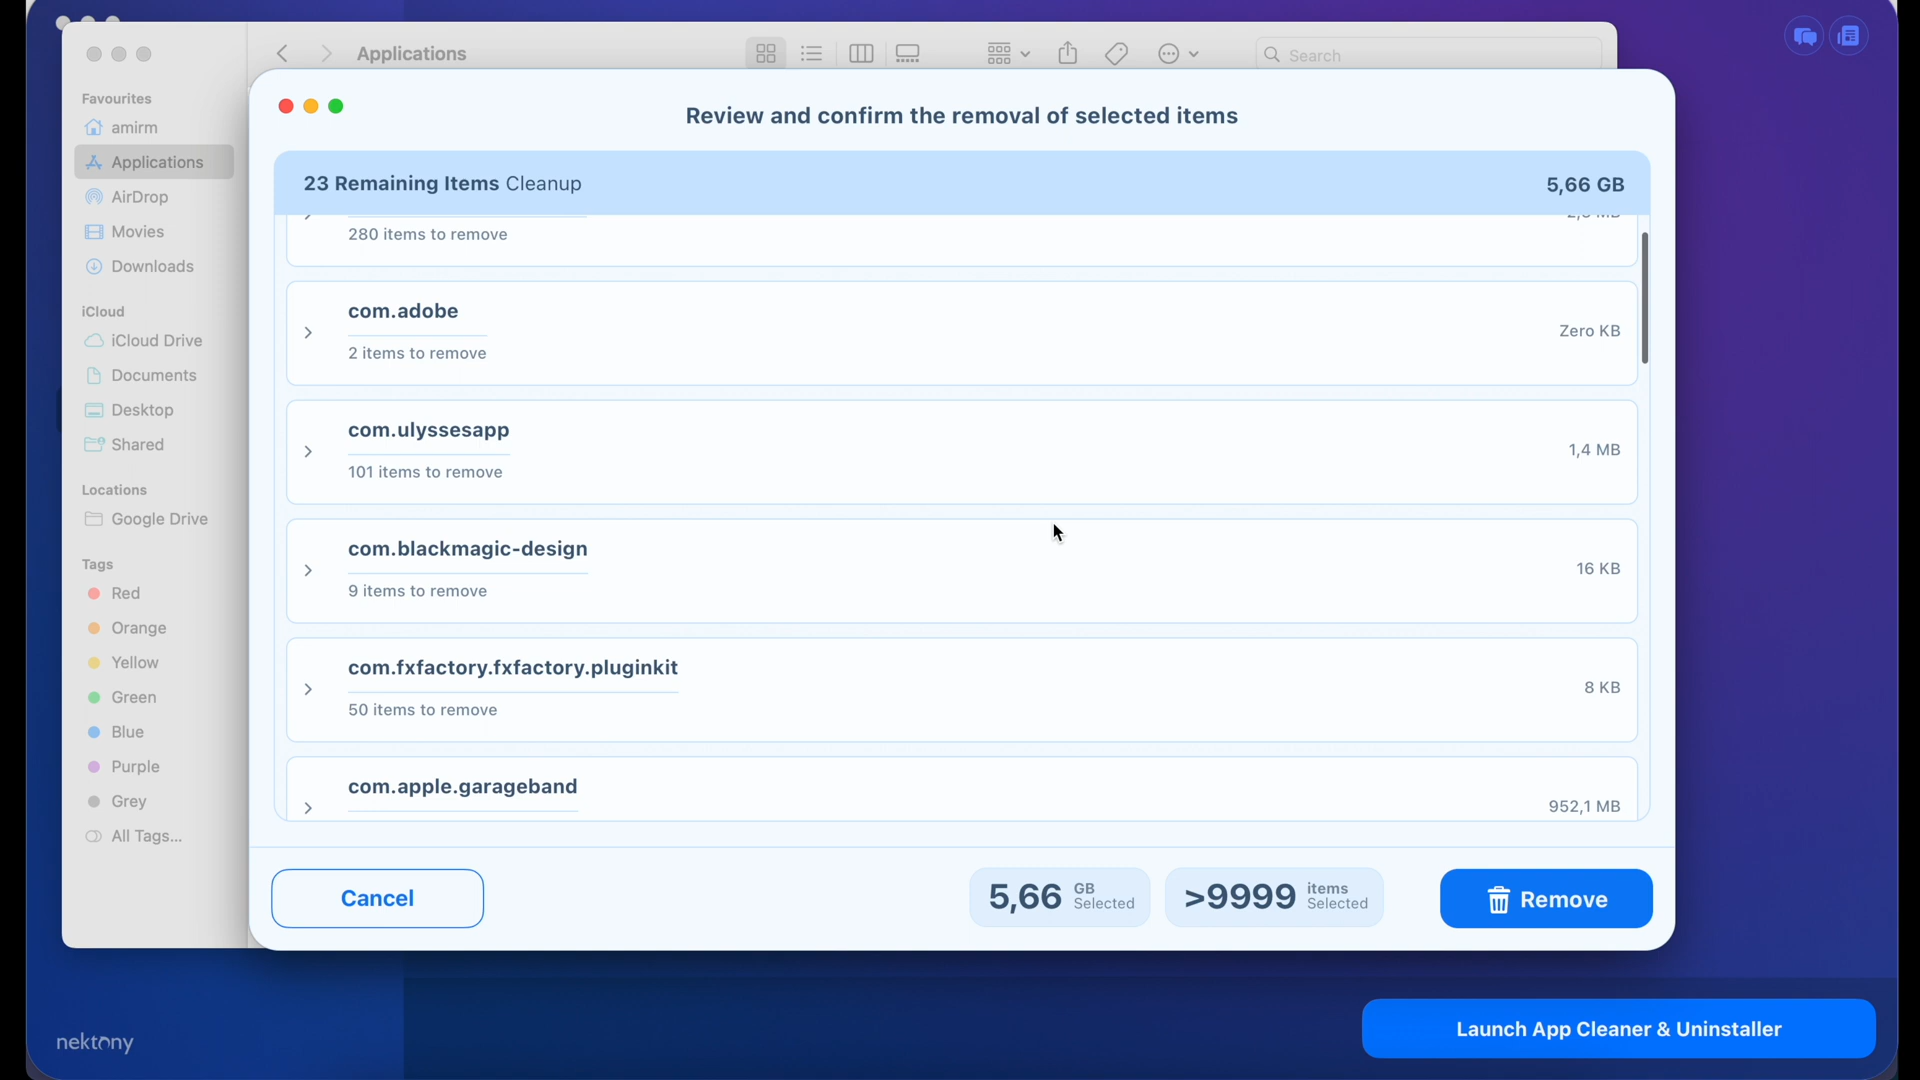 Applications
Search
Favourites
amirm
Applications
AirDrop
Movies
Downloads
iCloud
iCloud Drive
Documents
Desktop
Shared
Locations
Google Drive
Tags
Red
Orange
Yellow
Green
Blue
Purple
Grey
All Tags...
Review and confirm the removal of selected items
23 Remaining Items Cleanup
5,66 GB
280 items to remove
com.adobe
2 items to remove
Zero KB
com.ulyssesapp
101 items to remove
1,4 MB
com.blackmagic-design
9 items to remove
16 KB
com.fxfactory.fxfactory.pluginkit
50 items to remove
8 KB
com.apple.garageband
952,1 MB
Cancel
5,66 GB Selected
>9999 items Selected
Remove
nektony
Launch App Cleaner & Uninstaller